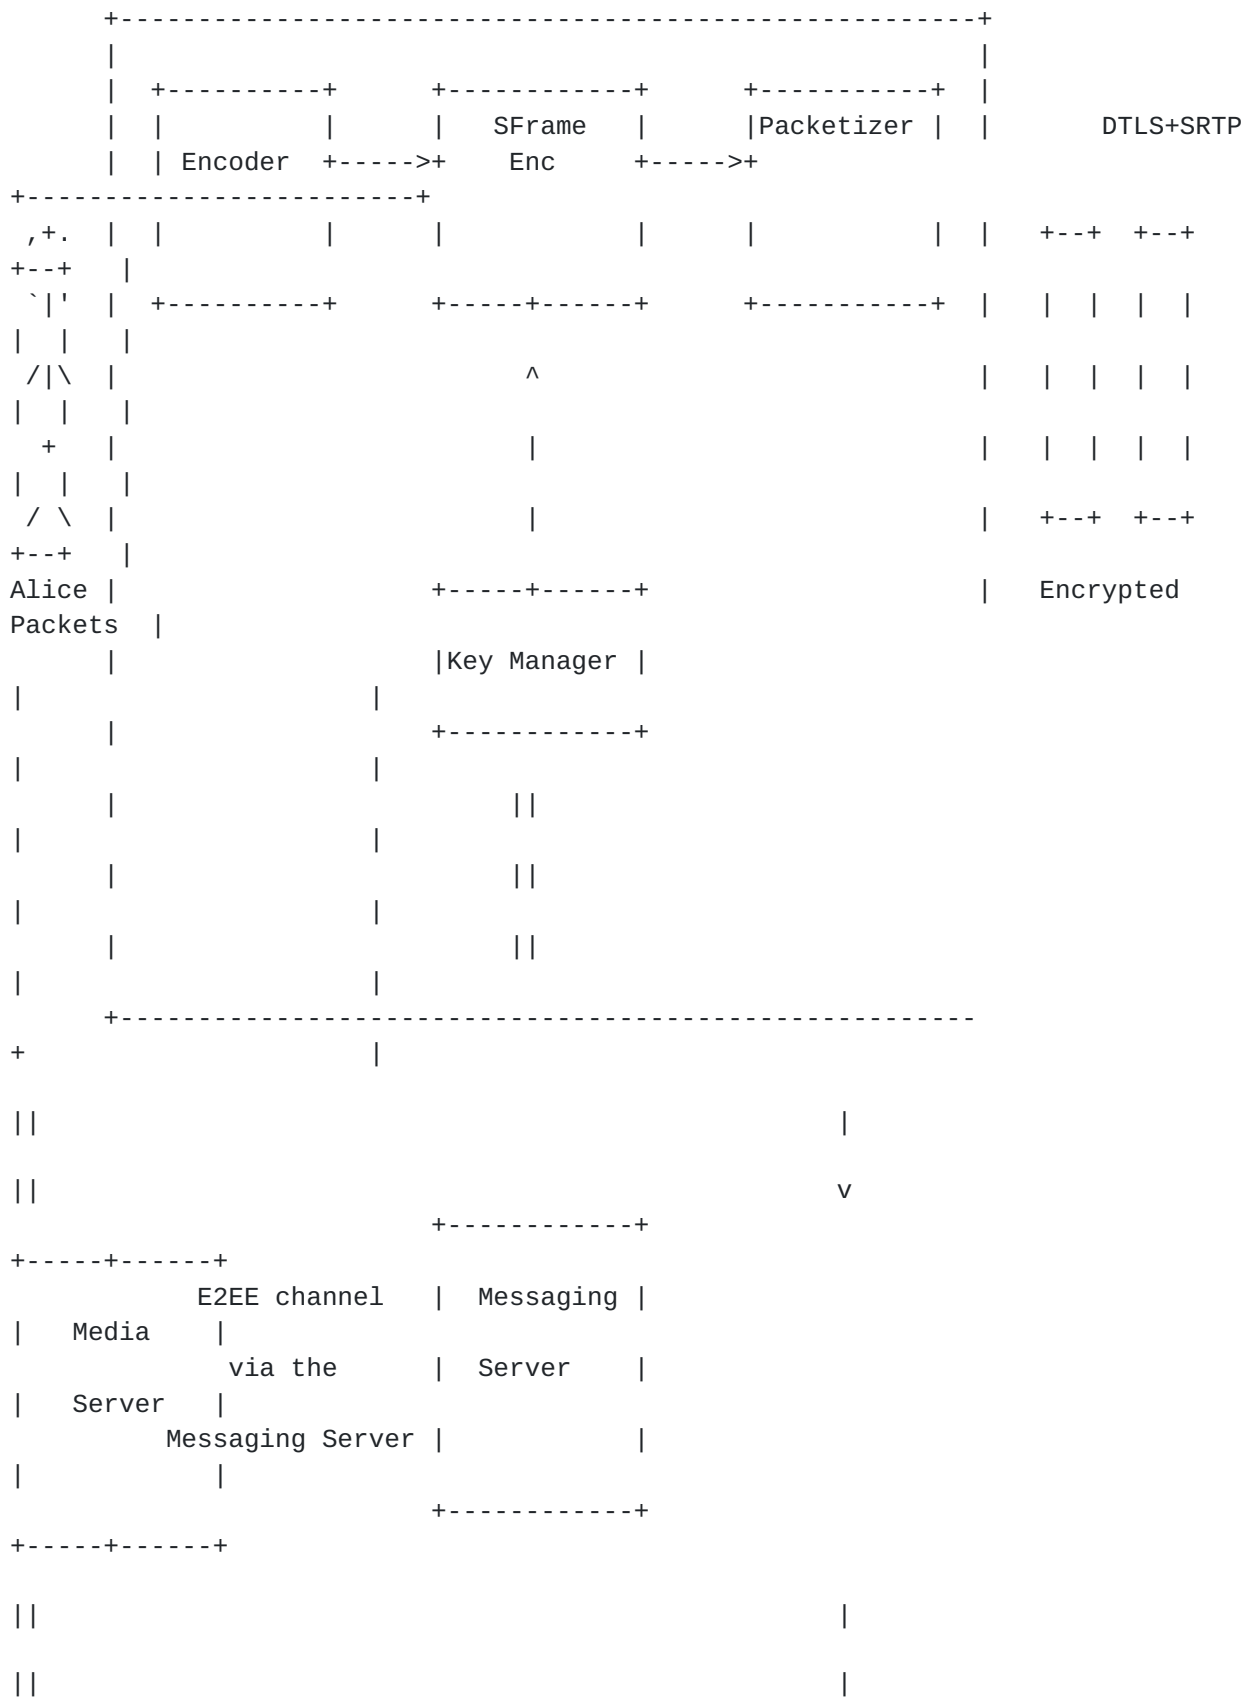 +-------------------------------------------------------+
      |                                                       |
      |  +----------+      +------------+      +-----------+  |
      |  |          |      |   SFrame   |      |Packetizer |  |       DTLS+SRTP
      |  | Encoder  +----->+    Enc     +----->+
+-------------------------+
 ,+.  |  |          |      |            |      |           |  |   +--+  +--+
+--+   |
 `|'  |  +----------+      +-----+------+      +-----------+  |   |  |  |  |
|  |   |
 /|\  |                          ^                            |   |  |  |  |
|  |   |
  +   |                          |                            |   |  |  |  |
|  |   |
 / \  |                          |                            |   +--+  +--+
+--+   |
Alice |                    +-----+------+                     |   Encrypted
Packets  |
      |                    |Key Manager |
|                      |
      |                    +------------+
|                      |
      |                         ||
|                      |
      |                         ||
|                      |
      |                         ||
|                      |
      +-------------------------------------------------------
+                      |
||                                                   |
||                                                   v
                           +------------+
+-----+------+
            E2EE channel   |  Messaging |
|   Media    |
              via the      |  Server    |
|   Server   |
          Messaging Server |            |
|            |
                           +------------+
+-----+------+
||                                                   |
||                                                   |